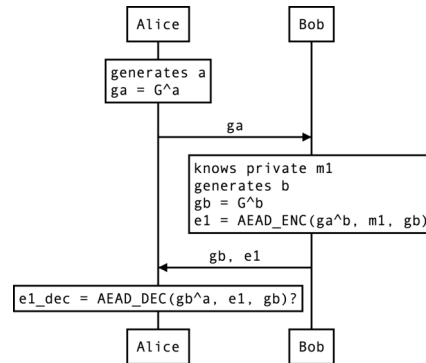 Alice
Bob
generates a
ga = G^a
ga
knows private m1
generates b
gb = G^b
e1 = AEAD_ENC(ga^b, m1, gb)
gb, e1
e1_dec = AEAD_DEC(gb^a, e1, gb)?
Alice
Bob